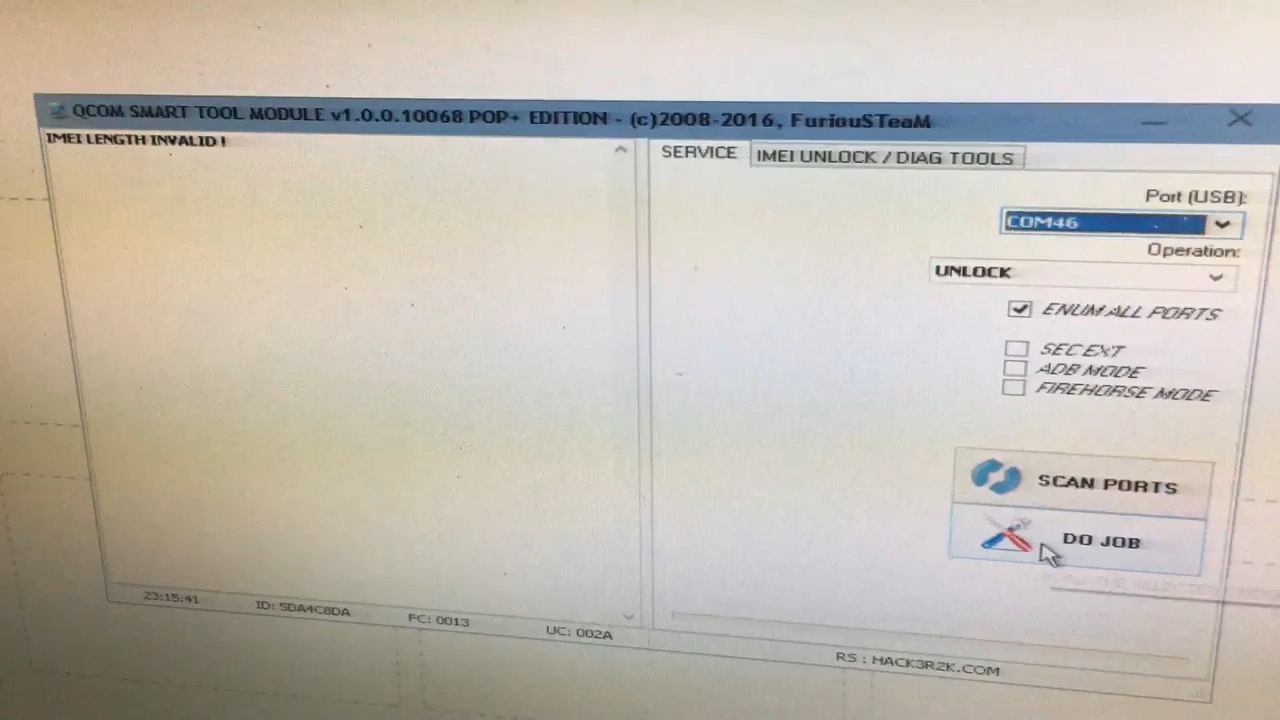 QCOM SMART TOOL MODULE v1.0.0.10068 POP+ EDITION - (c)2008-2016, FuriouSTeaM
IMEI LENGTH INVALID !
SERVICE
IMEI UNLOCK / DIAG TOOLS
Port (USB):
COM46
Operation:
UNLOCK
ENUM ALL PORTS
SEC EXT
ADB MODE
FIREHORSE MODE
SCAN PORTS
DO JOB
23:15:41
ID: 5DA4C8DA
FC: 0013
UC: 002A
RS : HACK3R2K.COM